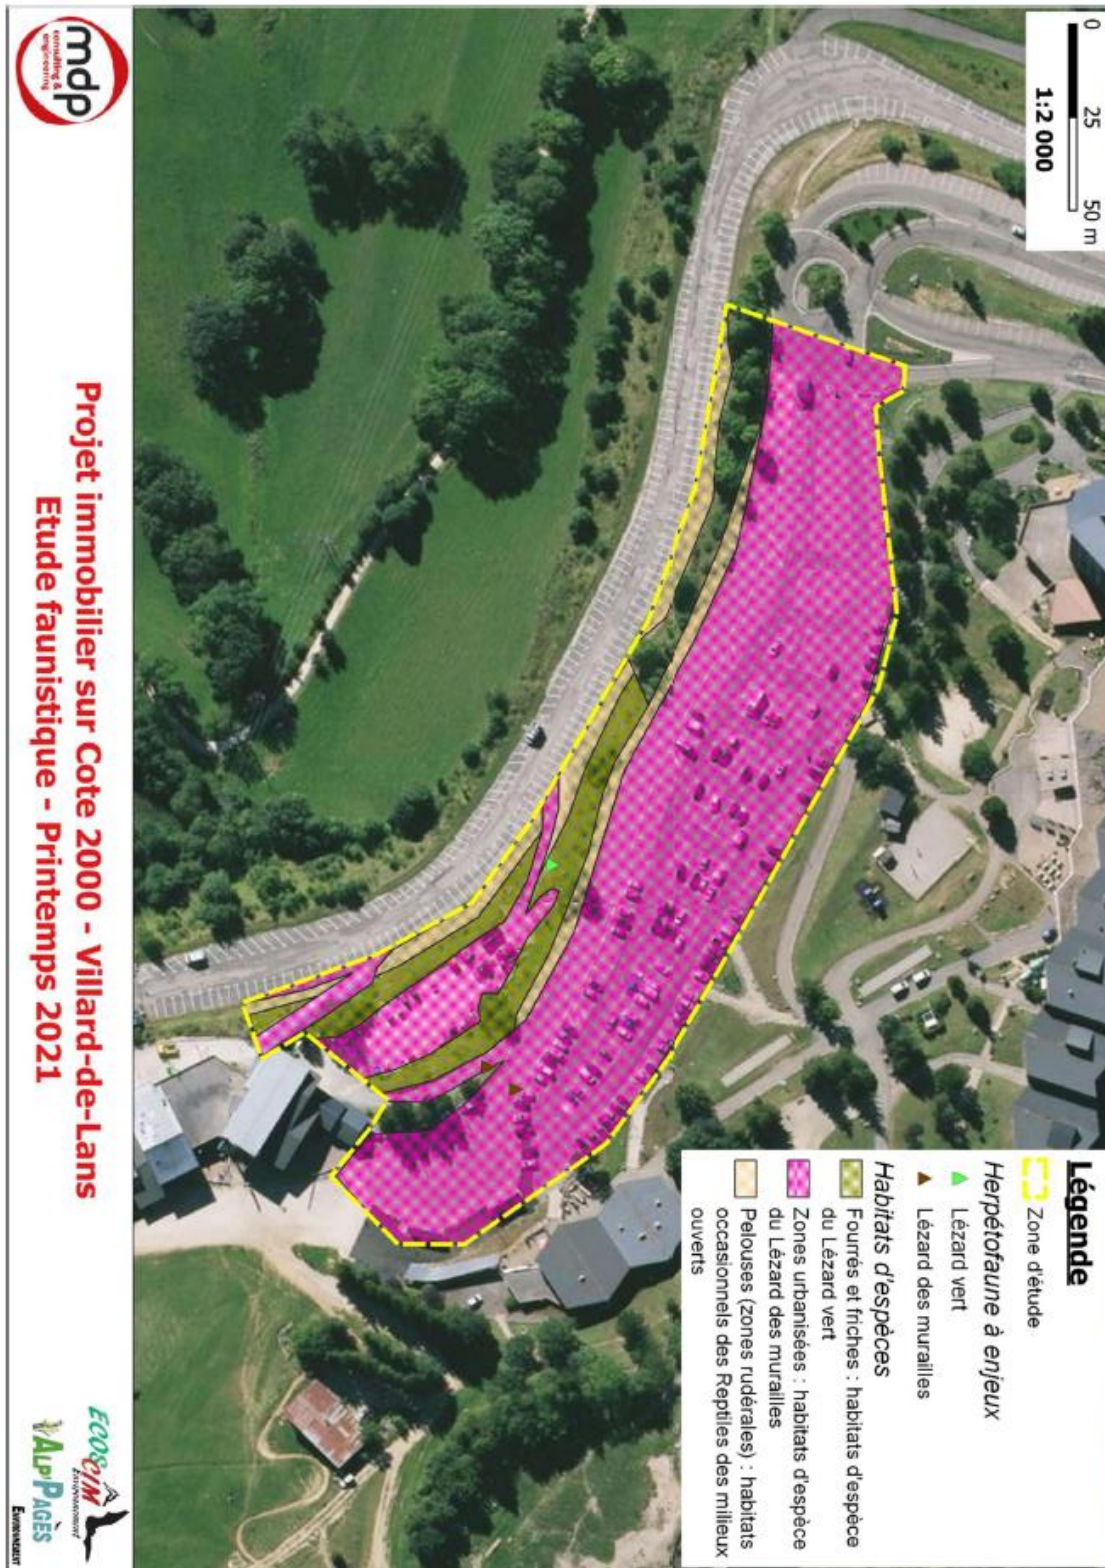 0 25 50 m
1:2 000
Légende
Zone d'étude
Herpétofaune à enjeux
Lézard vert
Lézard des murailles
Habitats d'espèces
Fourrés et friches : habitats d'espèce
du Lézard vert
Zones urbanisées : habitats d'espèce
du Lézard des murailles
Pelouses (zones rudérales) : habitats
occasionnels des Reptiles des milieux
ouverts
mdp
consulting &
engineering
Projet immobilier sur Cote 2000 - Villard-de-Lans
Etude faunistique - Printemps 2021
ECOSCIM
Environnement
ALP'PAGÈS
ENVIRONNEMENT